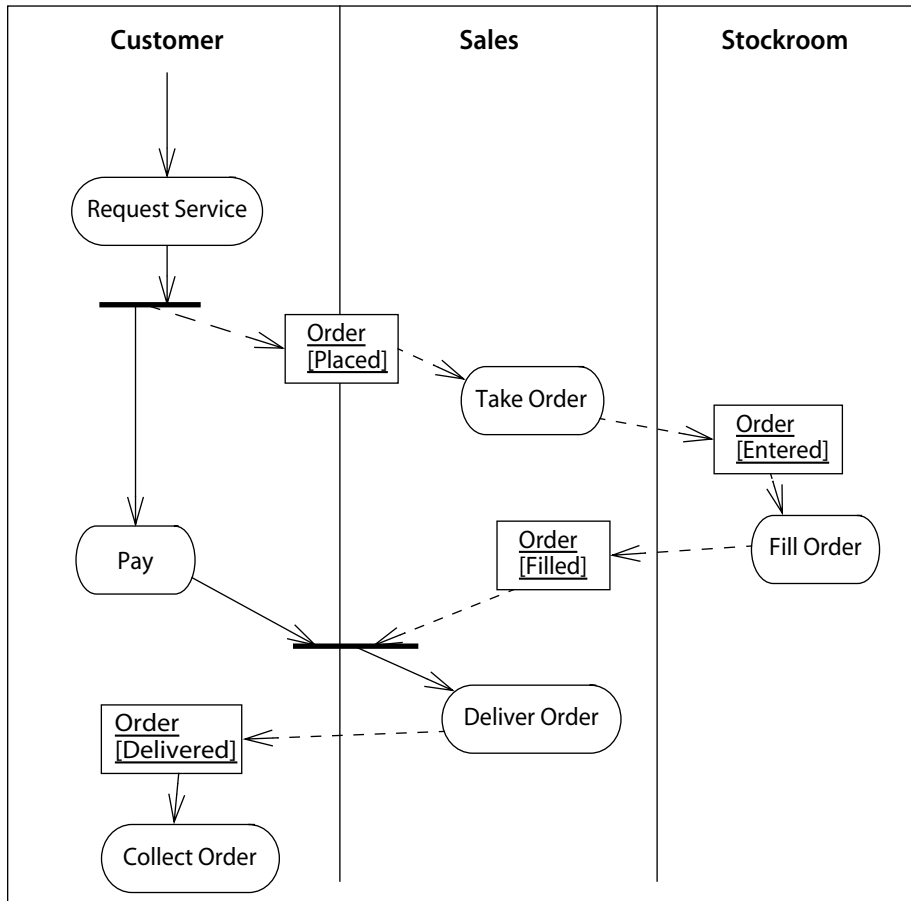 Customer
Sales
Stockroom
Request Service
Order
[Placed]
Take Order
Order
[Entered]
Pay
Order
[Filled]
Fill Order
Deliver Order
Order
[Delivered]
Collect Order